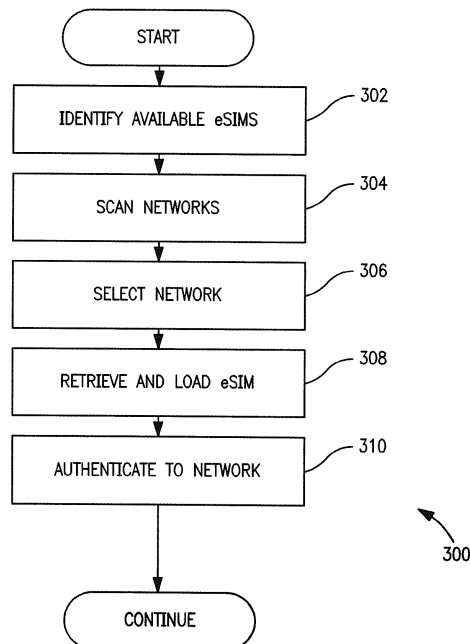 START
IDENTIFY AVAILABLE eSIMS
302
SCAN NETWORKS
304
SELECT NETWORK
306
RETRIEVE AND LOAD eSIM
308
AUTHENTICATE TO NETWORK
310
300
CONTINUE